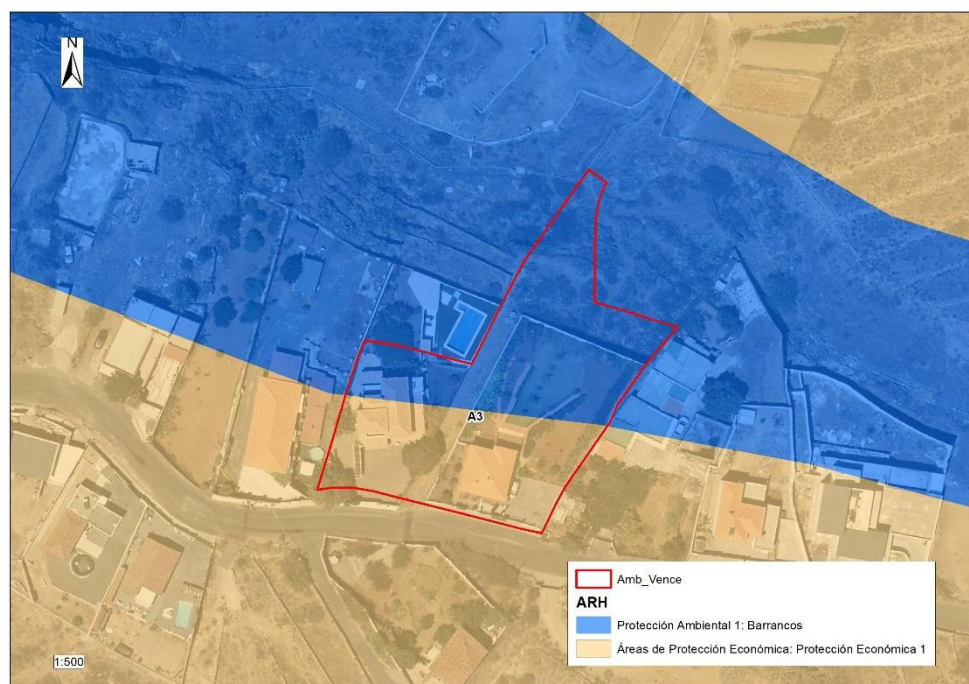 N
A3
Amb_Vence
ARH
Protección Ambiental 1: Barrancos
Áreas de Protección Económica: Protección Económica 1
1:500